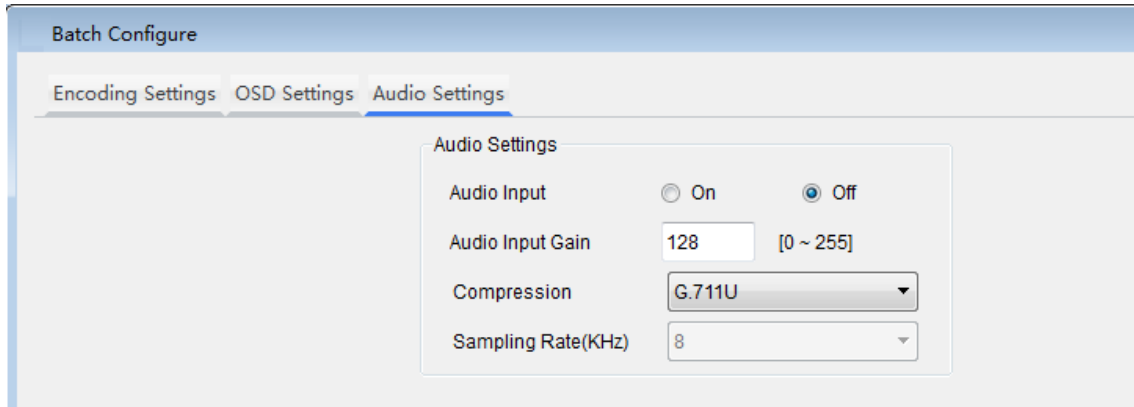 Batch Configure
Encoding Settings OSD Settings Audio Settings
Audio Settings
Audio Input On Off
Audio Input Gain 128 [0 ~ 255]
Compression G.711U
Sampling Rate(KHz) 8